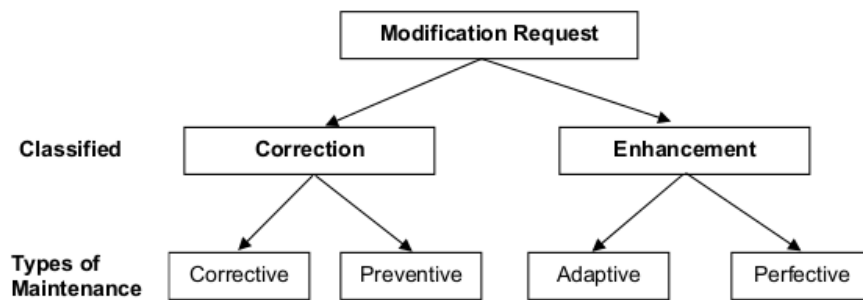 Modification Request
Classified
Correction
Enhancement
Types of
Maintenance
Corrective
Preventive
Adaptive
Perfective